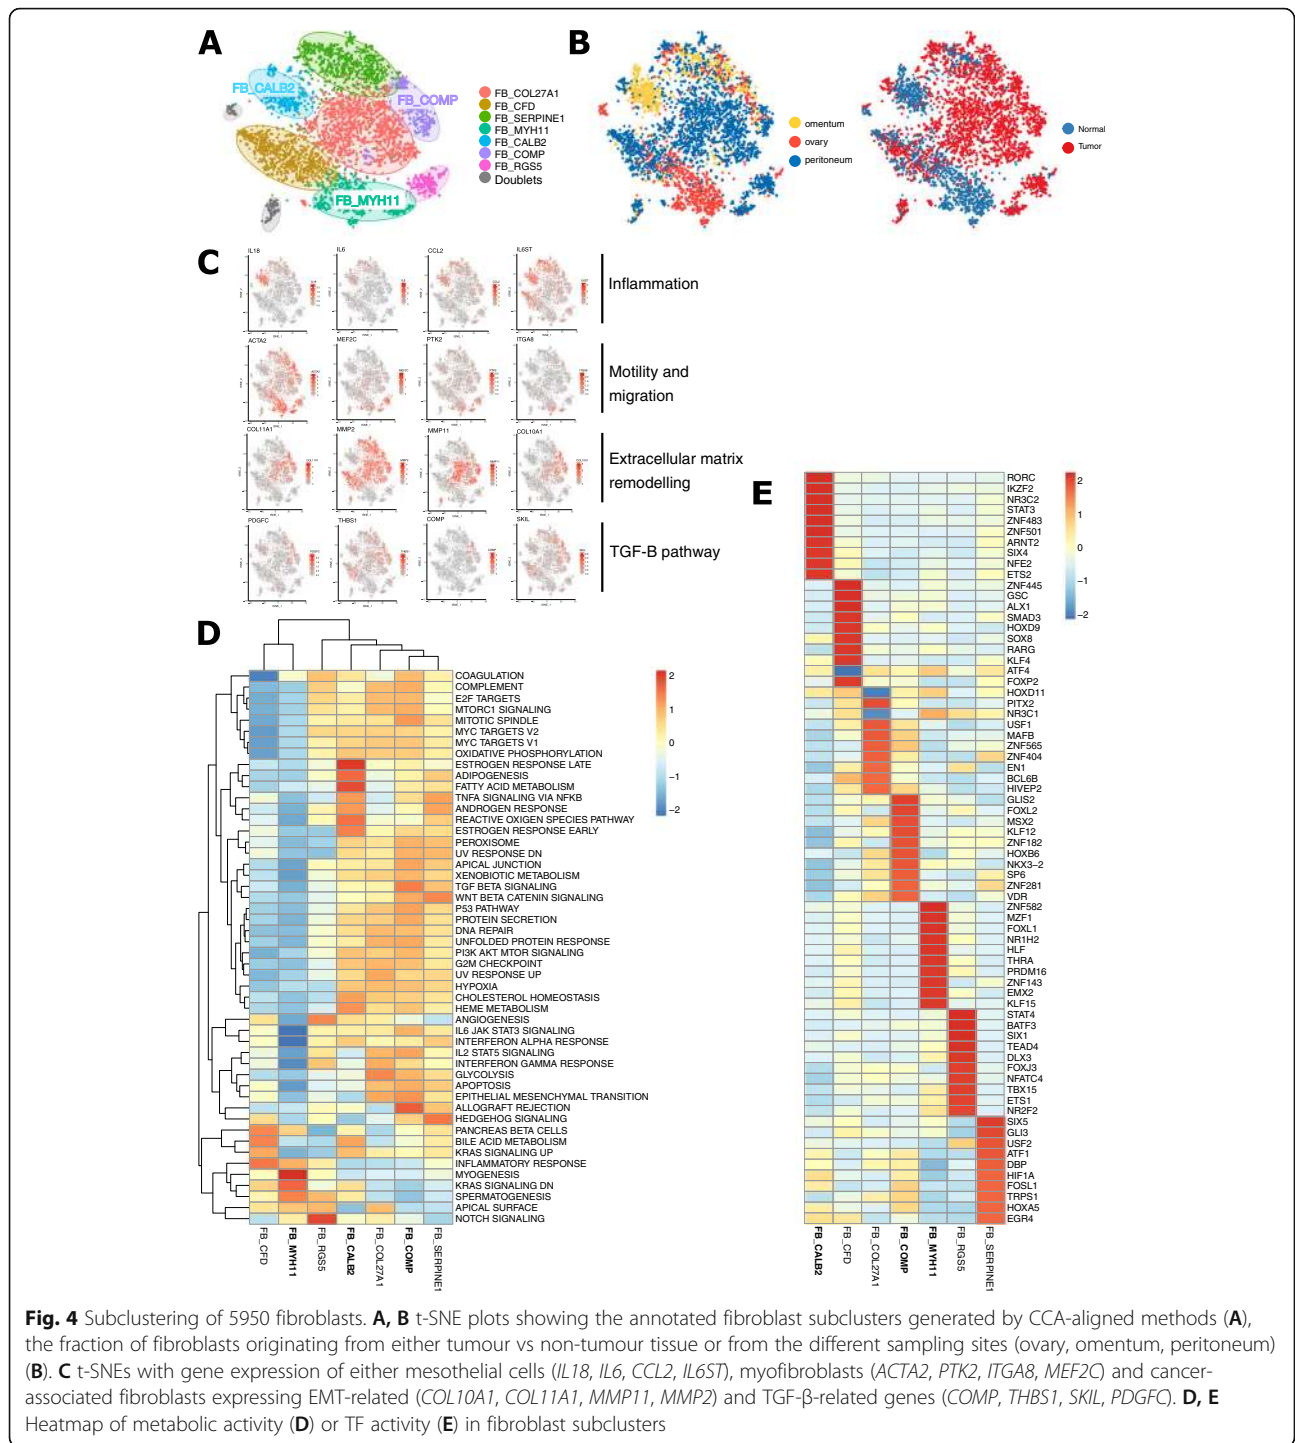 A
FB_CALB2
FB_COMP
FB_MYH11
FB_COL27A1
FB_CFD
FB_SERPINE1
FB_MYH11
FB_CALB2
FB_COMP
FB_RGS5
Doublets
B
omentum
ovary
peritoneum
Normal
Tumor
C
IL18
IL6
CCL2
IL6ST
Inflammation
ACTA2
MEF2C
PTK2
ITGA8
Motility and
migration
COL11A1
MMP2
MMP11
COL10A1
Extracellular matrix
remodelling
PDGFC
THBS1
COMP
SKIL
TGF-B pathway
D
COAGULATION
COMPLEMENT
E2F TARGETS
MTORC1 SIGNALING
MITOTIC SPINDLE
MYC TARGETS V2
MYC TARGETS V1
OXIDATIVE PHOSPHORYLATION
ESTROGEN RESPONSE LATE
ADIPOGENESIS
FATTY ACID METABOLISM
TNFA SIGNALING VIA NFKB
ANDROGEN RESPONSE
REACTIVE OXIGEN SPECIES PATHWAY
ESTROGEN RESPONSE EARLY
PEROXISOME
UV RESPONSE DN
APICAL JUNCTION
XENOBIOTIC METABOLISM
TGF BETA SIGNALING
WNT BETA CATENIN SIGNALING
P53 PATHWAY
PROTEIN SECRETION
DNA REPAIR
UNFOLDED PROTEIN RESPONSE
PI3K AKT MTOR SIGNALING
G2M CHECKPOINT
UV RESPONSE UP
HYPOXIA
CHOLESTEROL HOMEOSTASIS
HEME METABOLISM
ANGIOGENESIS
IL6 JAK STAT3 SIGNALING
INTERFERON ALPHA RESPONSE
IL2 STAT5 SIGNALING
INTERFERON GAMMA RESPONSE
GLYCOLYSIS
APOPTOSIS
EPITHELIAL MESENCHYMAL TRANSITION
ALLOGRAFT REJECTION
HEDGEHOG SIGNALING
PANCREAS BETA CELLS
BILE ACID METABOLISM
KRAS SIGNALING UP
INFLAMMATORY RESPONSE
MYOGENESIS
KRAS SIGNALING DN
SPERMATOGENESIS
APICAL SURFACE
NOTCH SIGNALING
2
1
0
−1
−2
FB_CFD
FB_MYH11
FB_RGS5
FB_CALB2
FB_COL27A1
FB_COMP
FB_SERPINE1
E
RORC
IKZF2
NR3C2
STAT3
ZNF483
ZNF501
ARNT2
SIX4
NFE2
ETS2
ZNF445
GSC
ALX1
SMAD3
HOXD9
SOX8
RARG
KLF4
ATF4
FOXP2
HOXD11
PITX2
NR3C1
USF1
MAFB
ZNF565
ZNF404
EN1
BCL6B
HIVEP2
GLIS2
FOXL2
MSX2
KLF12
ZNF182
HOXB6
NKX3−2
SP6
ZNF281
VDR
ZNF582
MZF1
FOXL1
NR1H2
HLF
THRA
PRDM16
ZNF143
EMX2
KLF15
STAT4
BATF3
SIX1
TEAD4
DLX3
FOXJ3
NFATC4
TBX15
ETS1
NR2F2
SIX5
GLI3
USF2
ATF1
DBP
HIF1A
FOSL1
TRPS1
HOXA5
EGR4
2
1
0
−1
−2
FB_CALB2
FB_CFD
FB_COL27A1
FB_COMP
FB_MYH11
FB_RGS5
FB_SERPINE1
Fig. 4 Subclustering of 5950 fibroblasts. A, B t-SNE plots showing the annotated fibroblast subclusters generated by CCA-aligned methods (A),
the fraction of fibroblasts originating from either tumour vs non-tumour tissue or from the different sampling sites (ovary, omentum, peritoneum)
(B). C t-SNEs with gene expression of either mesothelial cells (IL18, IL6, CCL2, IL6ST), myofibroblasts (ACTA2, PTK2, ITGA8, MEF2C) and cancer-
associated fibroblasts expressing EMT-related (COL10A1, COL11A1, MMP11, MMP2) and TGF-β-related genes (COMP, THBS1, SKIL, PDGFC). D, E
Heatmap of metabolic activity (D) or TF activity (E) in fibroblast subclusters